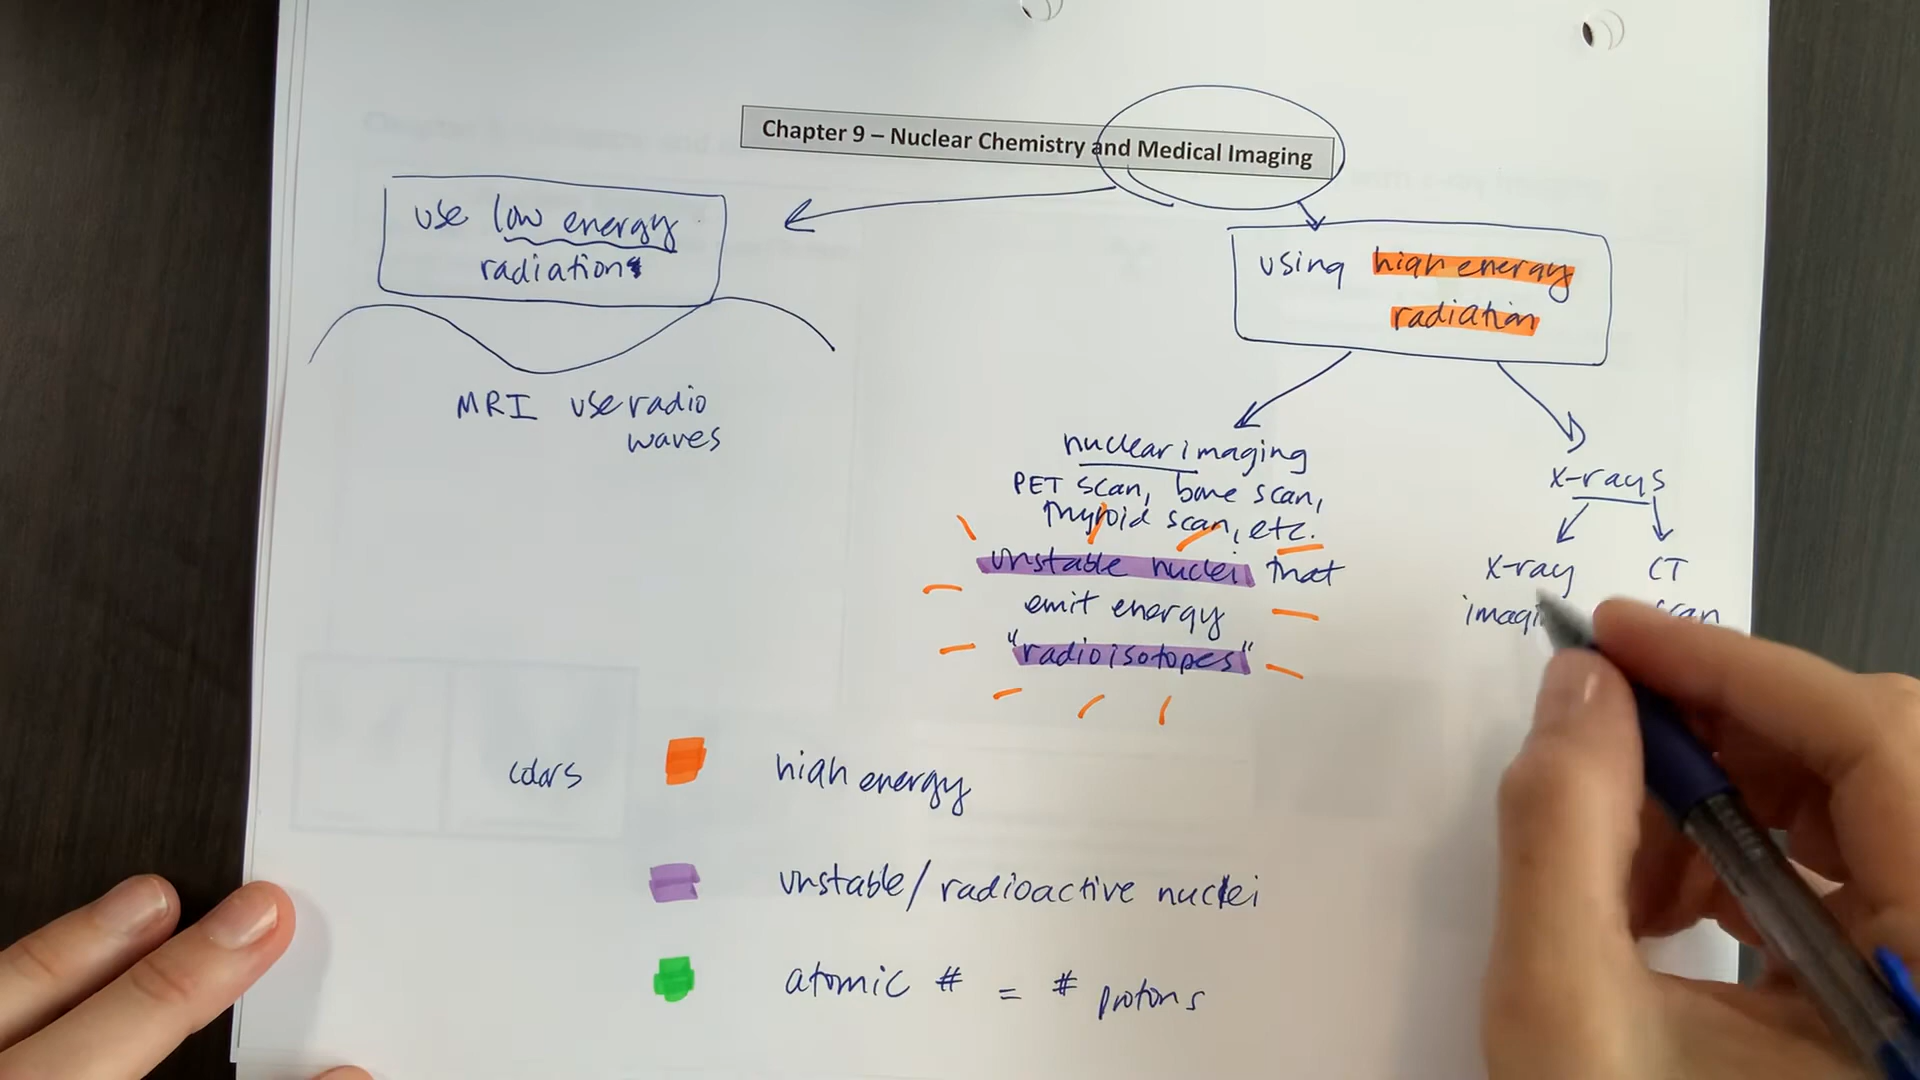 Chapter 9 – Nuclear Chemistry and Medical Imaging
use low energy
radiation
MRI use radio
waves
using high energy
radiation
nuclear imaging
PET scan, bone scan,
thyroid scan, etc.
unstable nuclei that
emit energy
"radioisotopes"
x-rays
x-ray
CT
scan
colors
high energy
unstable/radioactive nuclei
atomic # = # protons